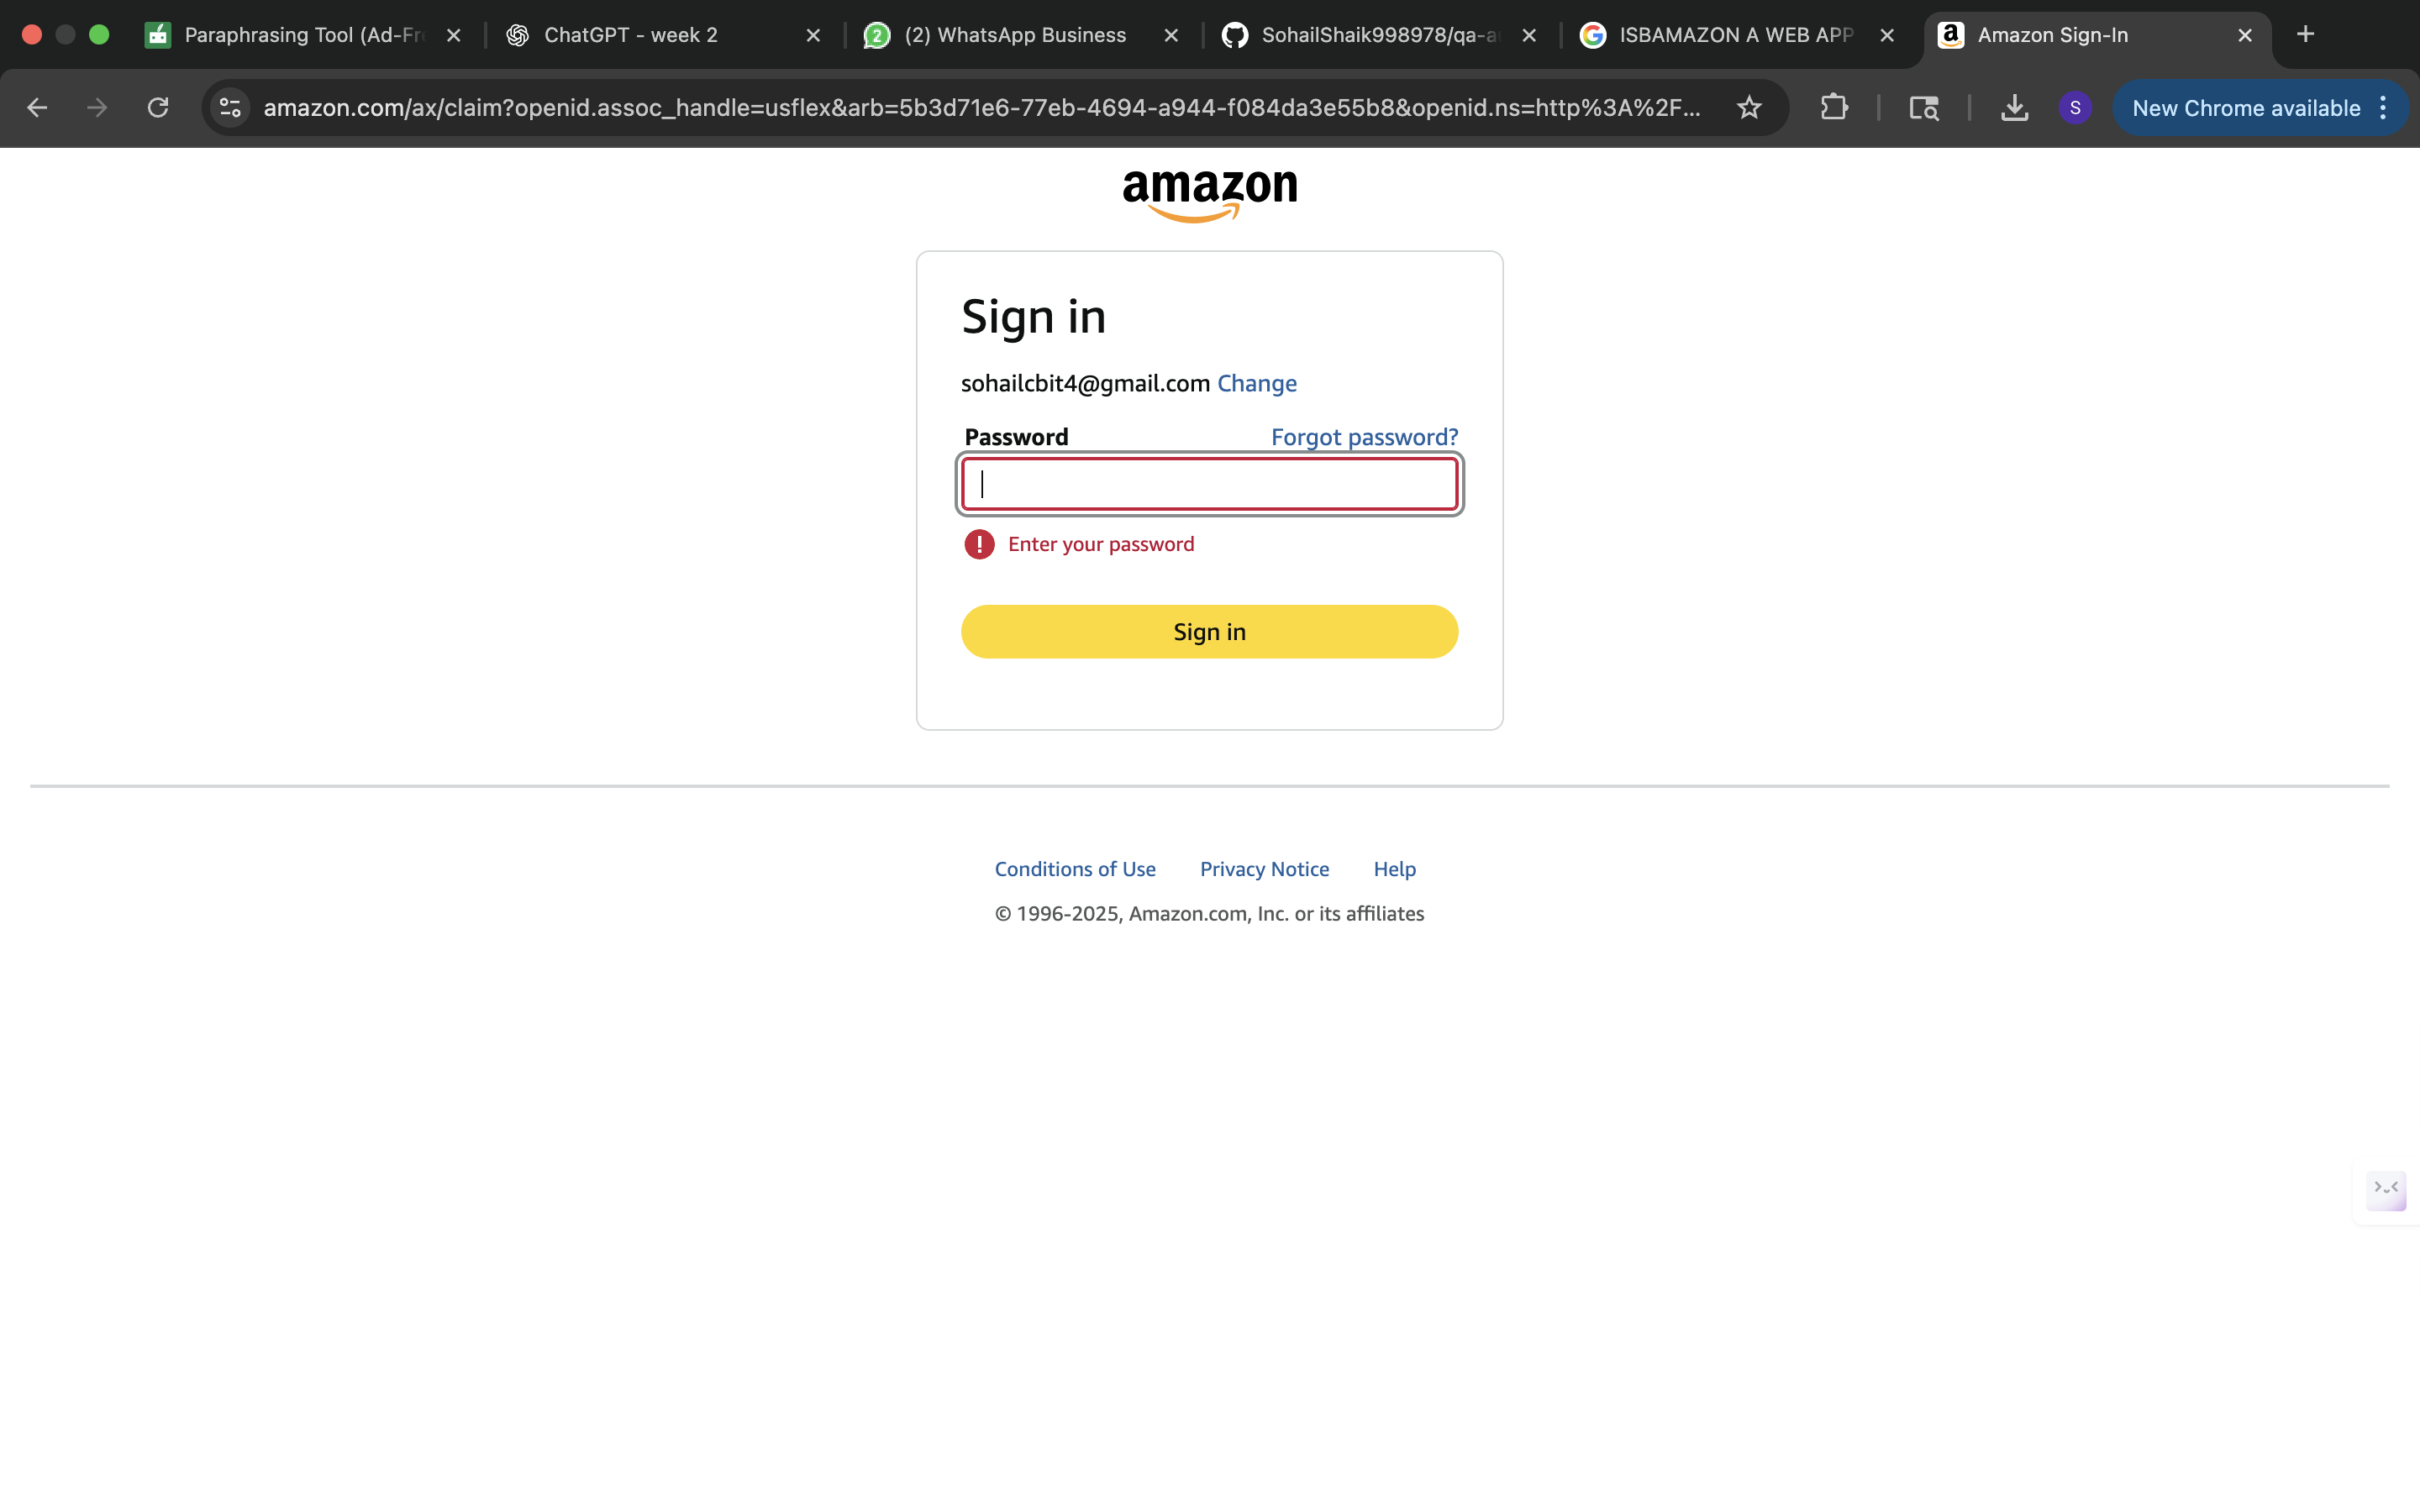 Paraphrasing Tool (Ad-Fre
ChatGPT - week 2
2 (2) WhatsApp Business
SohailShaik998978/qa-au
ISBAMAZON A WEB APP
Amazon Sign-In
amazon.com/ax/claim?openid.assoc_handle=usflex&arb=5b3d71e6-77eb-4694-a944-f084da3e55b8&openid.ns=http%3A%2F...
S
New Chrome available
amazon
Sign in
sohailcbit4@gmail.com Change
Password Forgot password?
! Enter your password
Sign in
Conditions of Use Privacy Notice Help
© 1996-2025, Amazon.com, Inc. or its affiliates